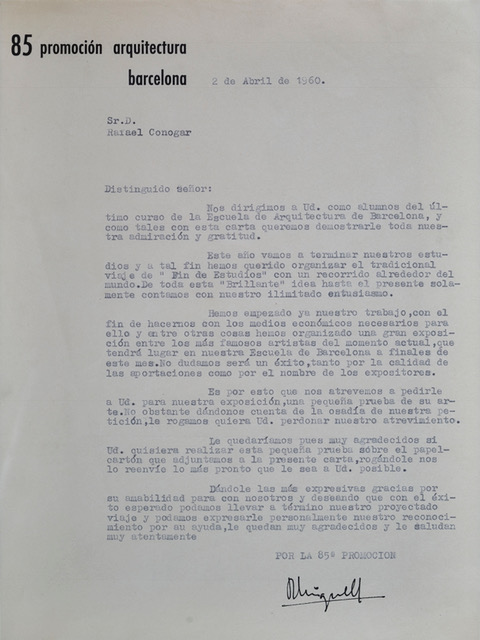 85 promoción arquitectura
barcelona
2 de Abril de 1960.
Sr.D.
Rafael Conogar
Distinguido Señor:
Nos dirigimos a Ud. como alumnos del úl-
timo curso de la Escuela de Arquitectura de Barcelona, y
como tales con esta carta queremos demostrarle toda nues-
tra admiración y gratitud.
Este año vamos a terminar nuestros estu-
dios y a tal fin hemos querido organizar el tradicional
viaje de " Fin de Estudios" con un recorrido alrededor del
mundo.De toda esta "Brillante" idea hasta el presente sola-
mente contamos con nuestro ilimitado entusiasmo.
Hemos empezado ya nuestro trabajo,con el
fin de hacernos con los medios económicos necesarios para
ello y entre otras cosas hemos organizado una gran exposi-
ción entre los más famosos artistas del momento actual,que
tendrá lugar en nuestra Escuela de Barcelona a finales de
este mes.No dudamos será un éxito,tanto por la calidad de
las aportaciones como por el nombre de los expositores.
Es por esto que nos atrevemos a pedirle
a Ud. para nuestra exposición,una pequeña prueba de su ar-
te.No obstante dándonos cuenta de la osadía de nuestra pe-
tición,le rogamos quiera Ud. perdonar nuestro atrevimiento.
Le quedaríamos pues muy agradecidos si
Ud. quisiera realizar esta pequeña prueba sobre el papel-
cartón que adjuntamos a la presente carta,rogándole nos
lo reenvío lo más pronto que le sea a Ud. posible.
Dándole las más expresivas gracias por
su amabilidad para con nosotros y deseando que con el éxi-
to esperado podamos llevar a término nuestro proyectado
viaje y podamos expresarle personalmente nuestro reconoci-
miento por su ayuda,le quedan muy agradecidos y le saludan
muy atentamente
POR LA 85ª PROMOCION